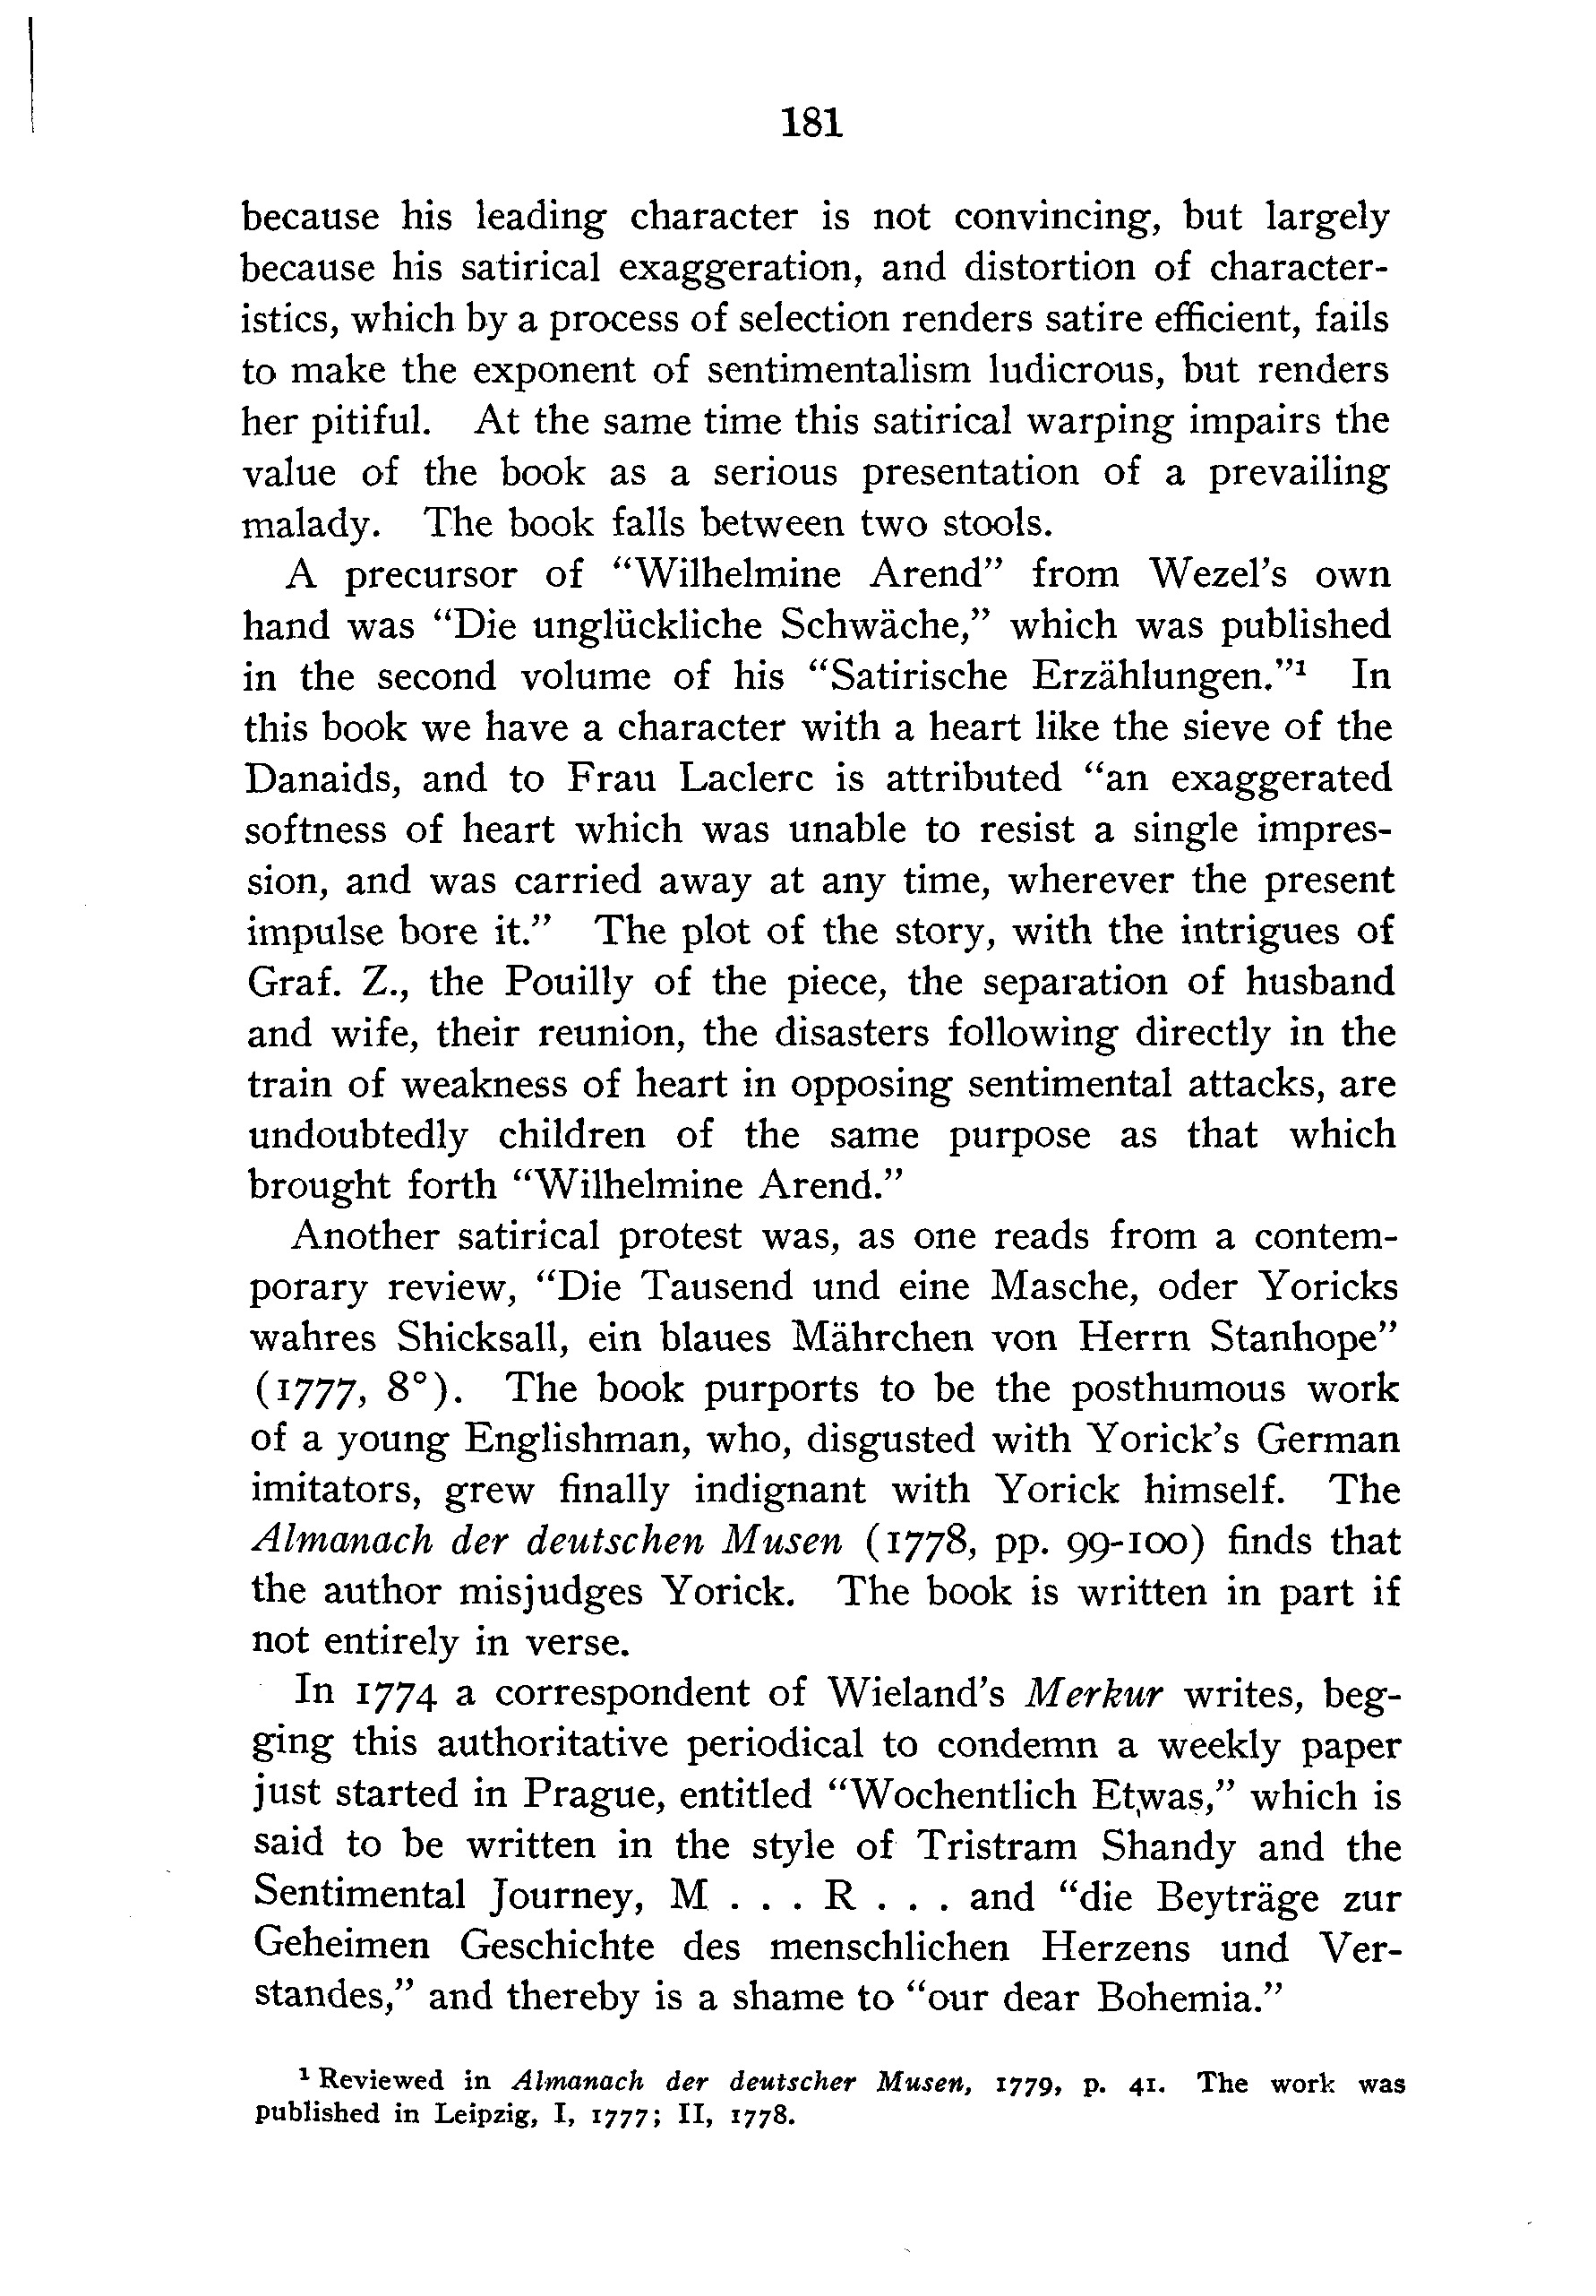 181
because his leading character is not convincing, but largely
because his satirical exaggeration, and distortion of character-
istics, which by a process of selection renders satire efficient, fails
to make the exponent of sentimentalism ludicrous, but renders
her pitiful. At the same time this satirical warping impairs the
value of the book as a serious presentation of a prevailing
malady. The book falls between two stools.
A precursor of “Wilhelmine Arend” from Wezel’s own
hand was “Die unglückliche Schwäche,” which was published
in the second volume of his “Satirische Erzählungen.”¹ In
this book we have a character with a heart like the sieve of the
Danaids, and to Frau Laclerc is attributed “an exaggerated
softness of heart which was unable to resist a single impres-
sion, and was carried away at any time, wherever the present
impulse bore it.” The plot of the story, with the intrigues of
Graf. Z., the Pouilly of the piece, the separation of husband
and wife, their reunion, the disasters following directly in the
train of weakness of heart in opposing sentimental attacks, are
undoubtedly children of the same purpose as that which
brought forth “Wilhelmine Arend.”
Another satirical protest was, as one reads from a contem-
porary review, “Die Tausend und eine Masche, oder Yoricks
wahres Shicksall, ein blaues Mährchen von Herrn Stanhope”
(1777, 8°). The book purports to be the posthumous work
of a young Englishman, who, disgusted with Yorick’s German
imitators, grew finally indignant with Yorick himself. The
Almanach der deutschen Musen (1778, pp. 99-100) finds that
the author misjudges Yorick. The book is written in part if
not entirely in verse.
In 1774 a correspondent of Wieland’s Merkur writes, beg-
ging this authoritative periodical to condemn a weekly paper
just started in Prague, entitled “Wochentlich Etwas,” which is
said to be written in the style of Tristram Shandy and the
Sentimental Journey, M . . . R . . . and “die Beyträge zur
Geheimen Geschichte des menschlichen Herzens und Ver-
standes,” and thereby is a shame to “our dear Bohemia.”
¹ Reviewed in Almanach der deutscher Musen, 1779, p. 41. The work was
published in Leipzig, I, 1777; II, 1778.